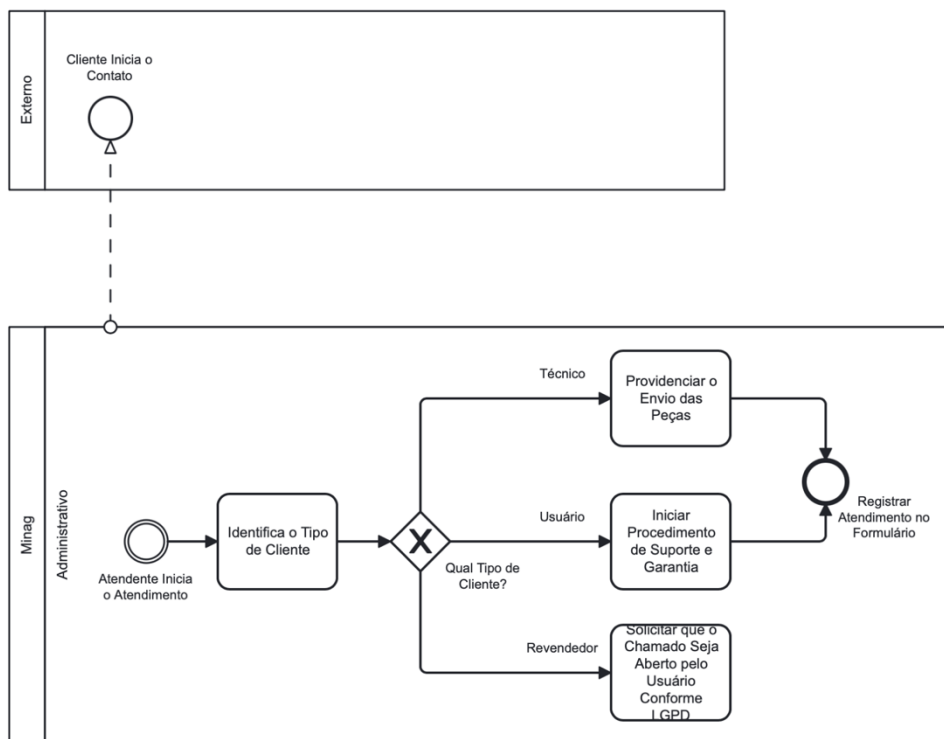 Externo
Cliente Inicia o
Contato
Minag
Administrativo
Atendente Inicia
o Atendimento
Identifica o Tipo
de Cliente
Qual Tipo de
Cliente?
Técnico
Providenciar o
Envio das
Peças
Usuário
Iniciar
Procedimento
de Suporte e
Garantia
Registrar
Atendimento no
Formulário
Revendedor
Solicitar que o
Chamado Seja
Aberto pelo
Usuário
Conforme
LGPD